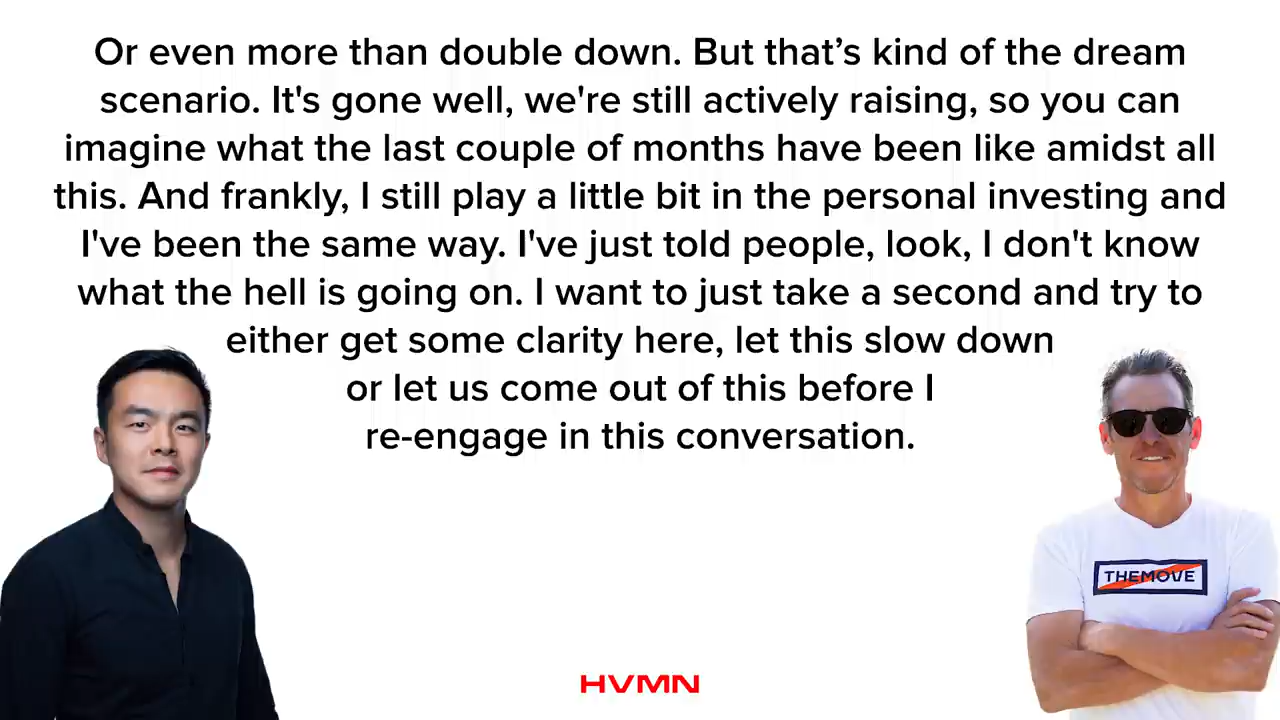 Or even more than double down. But that’s kind of the dream
scenario. It's gone well, we're still actively raising, so you can
imagine what the last couple of months have been like amidst all
this. And frankly, I still play a little bit in the personal investing and
I've been the same way. I've just told people, look, I don't know
what the hell is going on. I want to just take a second and try to
either get some clarity here, let this slow down
or let us come out of this before I
re-engage in this conversation.
THEMOVE
HVMN